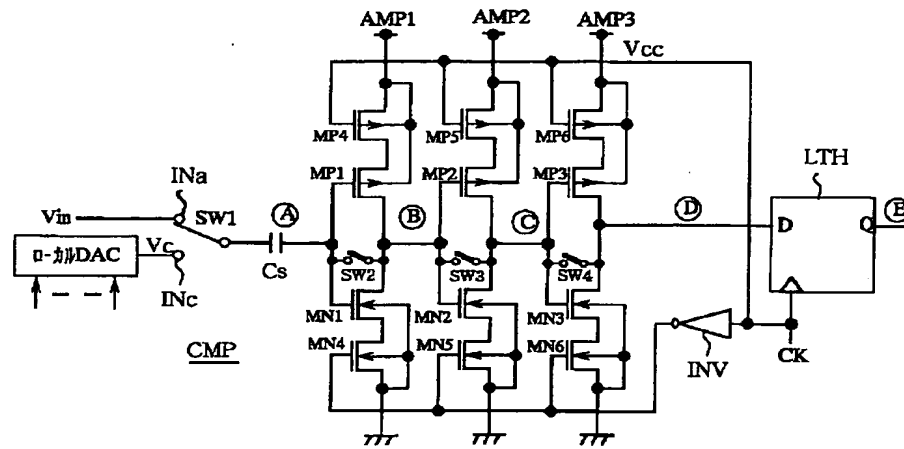 AMP1 AMP2 AMP3
Vcc
MP4 MP5 MP6
LTH
INa
MP1 MP2 MP3
Vin SW1 Ⓐ Ⓑ Ⓒ Ⓓ D Q Ⓔ
ローカルDAC Vc
Cs SW2 SW3 SW4
INc
MN1 MN2 MN3
CMP MN4 MN5 MN6 INV CK